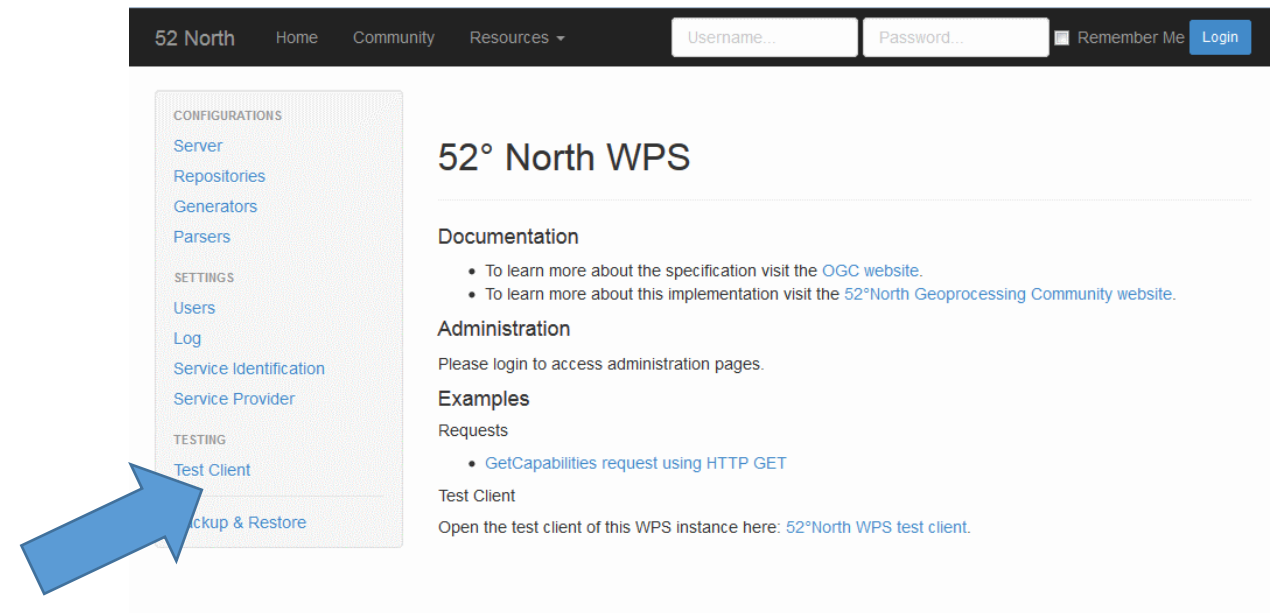 52 North Home Community Resources Username... Password... Remember Me Login
CONFIGURATIONS
Server
Repositories
Generators
Parsers
SETTINGS
Users
Log
Service Identification
Service Provider
TESTING
Test Client
& Restore
52° North WPS
Documentation
• To learn more about the specification visit the OGC website.
• To learn more about this implementation visit the 52°North Geoprocessing Community website.
Administration
Please login to access administration pages.
Examples
Requests
• GetCapabilities request using HTTP GET
Test Client
Open the test client of this WPS instance here: 52°North WPS test client.